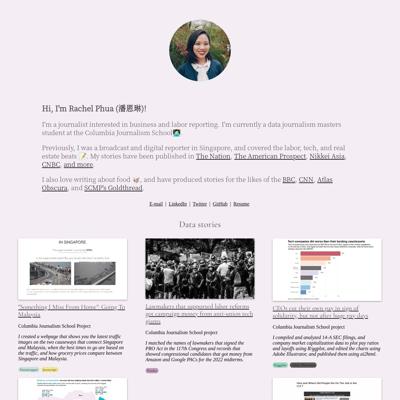 Hi, I'm Rachel Phua (潘恩琳)!
I'm a journalist interested in business and labor reporting. I'm currently a data journalism masters
student at the Columbia Journalism School
Previously, I was a broadcast and digital reporter in Singapore, and covered the labor, tech, and real
estate beats. My stories have been published in The Nation, The American Prospect, Nikkei Asia,
CNBC, and more.
I also love writing about food, and have produced stories for the likes of the BBC, CNN, Atlas
Obscura, and SCMP's Goldthread.
E-mail | LinkedIn | Twitter | GitHub | Resume
Data stories
IN SINGAPORE
Tech companies did worse than their banking counterparts
"Something I Miss From Home": Going To
Malaysia
Columbia Journalism School project
I created a webpage that shows you the latest traffic
images on the two causeways that connect Singapore
and Malaysia, when the best times to go are based on
the traffic, and how grocery prices compare between
Singapore and Malaysia.
Lawmakers that supported labor reforms
got campaign money from anti-union tech
giants
Columbia Journalism School project
I matched the names of lawmakers that signed the
PRO Act in the 117th Congress and records that
showed congressional candidates that got money from
Amazon and Google PACs for the 2022 midterms.
CEOs cut their own pay in sign of
solidarity, but not after huge pay days
Columbia Journalism School project
I compiled and analyzed 14-A SEC filings, and
company market capitalization data to plot pay ratios
and layoffs using R/ggplot, and edited the charts using
Adobe Illustrator, and published them using ai2html.